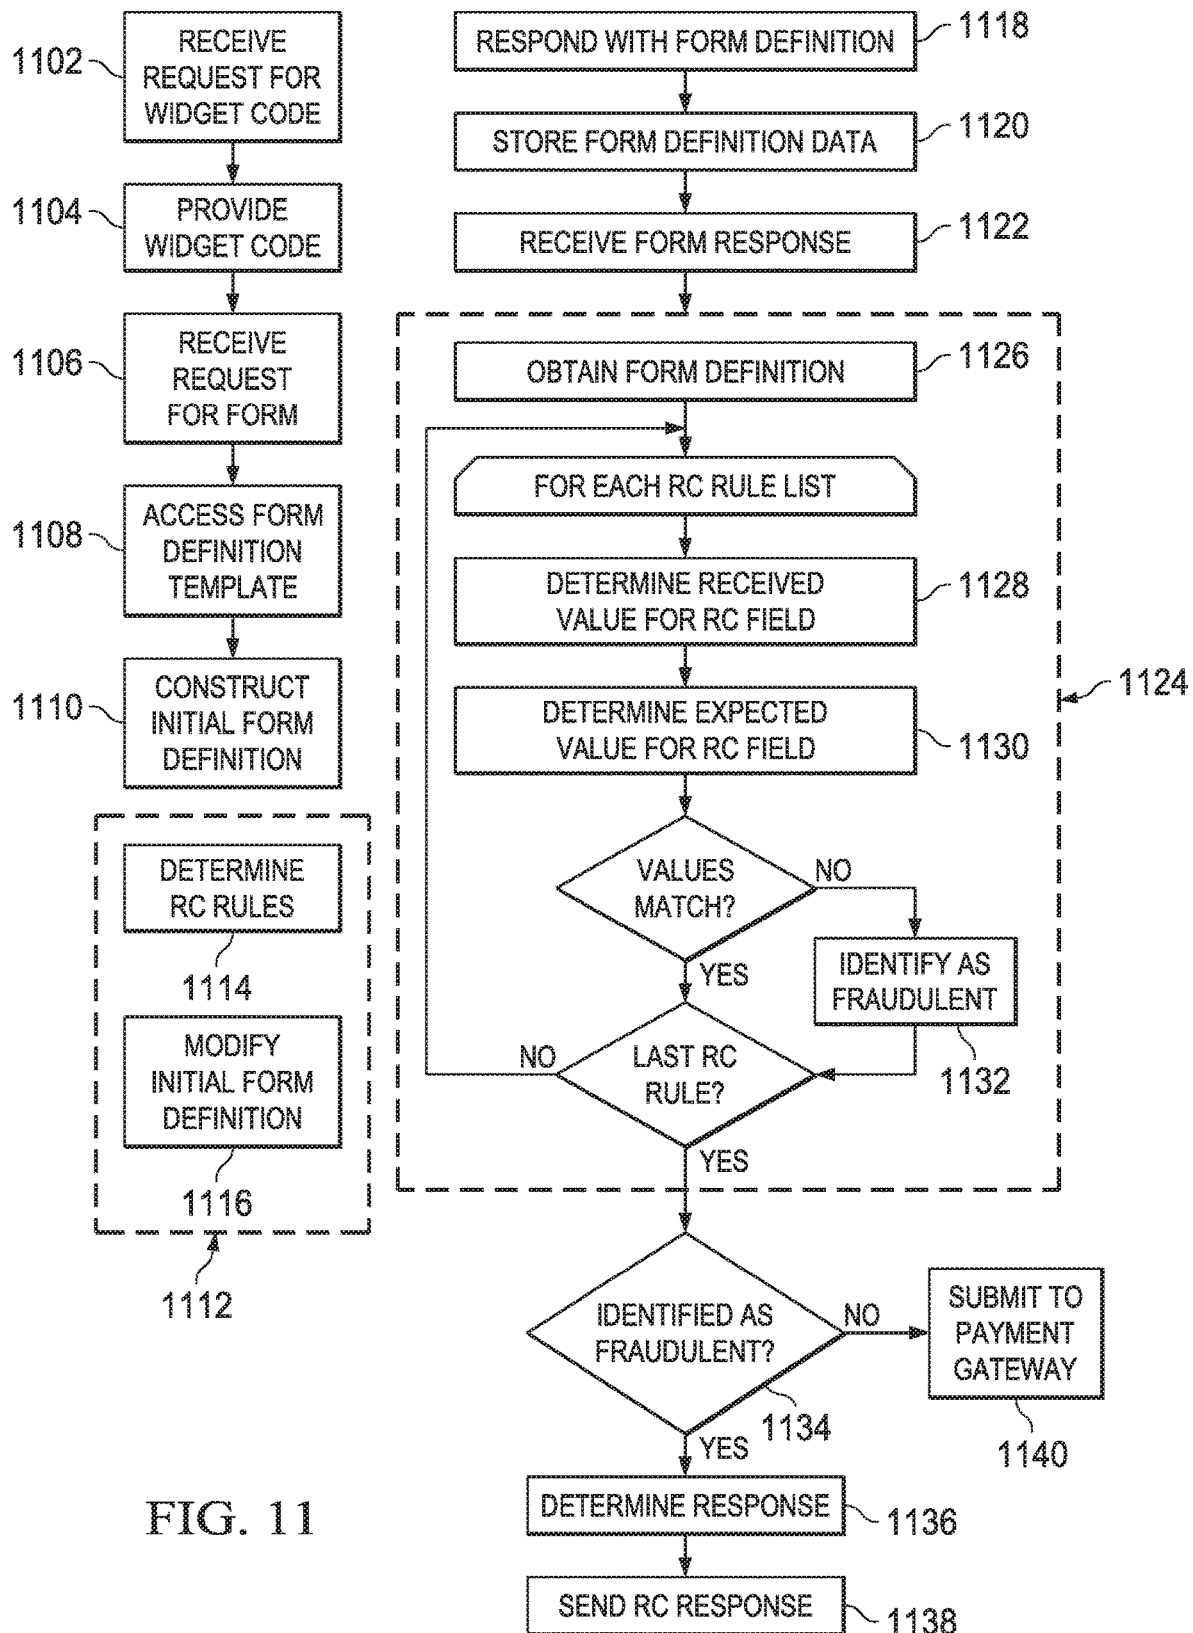 1102
RECEIVE
REQUEST FOR
WIDGET CODE
1104
PROVIDE
WIDGET CODE
1106
RECEIVE
REQUEST
FOR FORM
1108
ACCESS FORM
DEFINITION
TEMPLATE
1110
CONSTRUCT
INITIAL FORM
DEFINITION
DETERMINE
RC RULES
1114
MODIFY
INITIAL FORM
DEFINITION
1116
1112
RESPOND WITH FORM DEFINITION
1118
STORE FORM DEFINITION DATA
1120
RECEIVE FORM RESPONSE
1122
OBTAIN FORM DEFINITION
1126
FOR EACH RC RULE LIST
DETERMINE RECEIVED
VALUE FOR RC FIELD
1128
DETERMINE EXPECTED
VALUE FOR RC FIELD
1130
1124
VALUES
MATCH?
NO
YES
IDENTIFY AS
FRAUDULENT
1132
NO
LAST RC
RULE?
YES
IDENTIFIED AS
FRAUDULENT?
NO
1134
YES
SUBMIT TO
PAYMENT
GATEWAY
1140
DETERMINE RESPONSE
1136
SEND RC RESPONSE
1138
FIG. 11